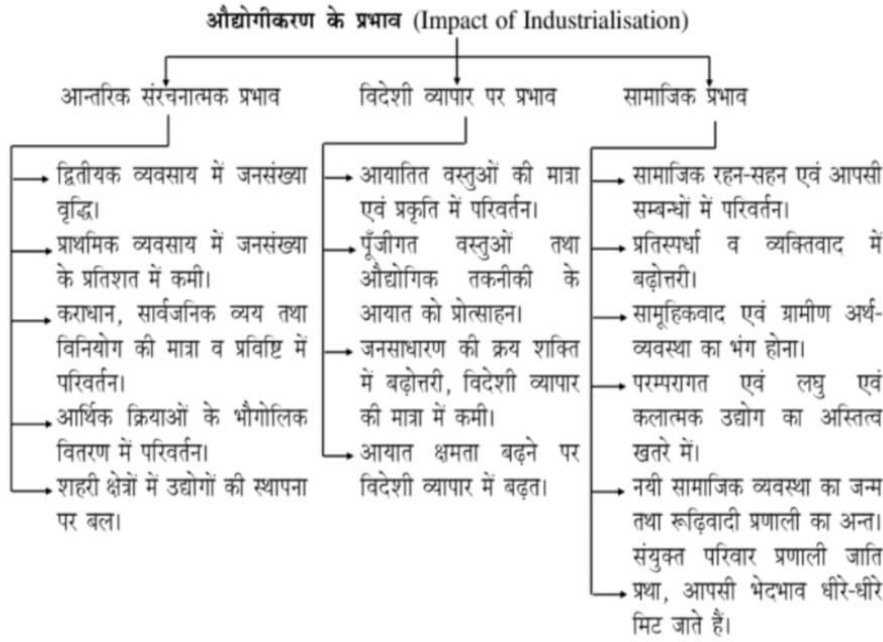 औद्योगीकरण के प्रभाव (Impact of Industrialisation)
आन्तरिक संरचनात्मक प्रभाव
द्वितीयक व्यवसाय में जनसंख्या
वृद्धि।
प्राथमिक व्यवसाय में जनसंख्या
के प्रतिशत में कमी।
कराधान, सार्वजनिक व्यय तथा
विनियोग की मात्रा व प्रविष्टि में
परिवर्तन।
आर्थिक क्रियाओं के भौगोलिक
वितरण में परिवर्तन।
शहरी क्षेत्रों में उद्योगों की स्थापना
पर बल।
विदेशी व्यापार पर प्रभाव
आयातित वस्तुओं की मात्रा
एवं प्रकृति में परिवर्तन।
पूँजीगत वस्तुओं तथा
औद्योगिक तकनीकी के
आयात को प्रोत्साहन।
जनसाधारण की क्रय शक्ति
में बढ़ोत्तरी, विदेशी व्यापार
की मात्रा में कमी।
आयात क्षमता बढ़ने पर
विदेशी व्यापार में बढ़त।
सामाजिक प्रभाव
सामाजिक रहन-सहन एवं आपसी
सम्बन्धों में परिवर्तन।
प्रतिस्पर्धा व व्यक्तिवाद में
बढ़ोत्तरी।
सामूहिकवाद एवं ग्रामीण अर्थ-
व्यवस्था का भंग होना।
परम्परागत एवं लघु एवं
कलात्मक उद्योग का अस्तित्व
खतरे में।
नयी सामाजिक व्यवस्था का जन्म
तथा रूढ़िवादी प्रणाली का अन्त।
संयुक्त परिवार प्रणाली जाति
प्रथा, आपसी भेदभाव धीरे-धीरे
मिट जाते हैं।